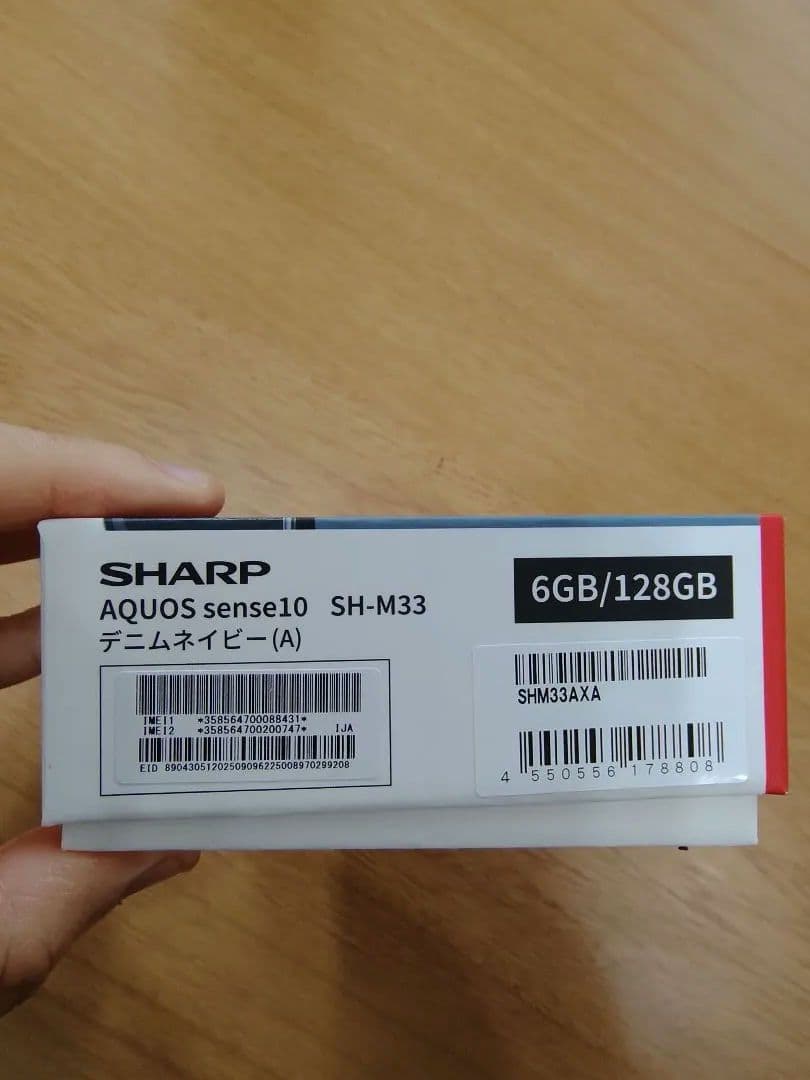 SHARP
AQUOS sense10 SH-M33
デニムネイビー(A)
6GB/128GB
IMEI1 *358564700088431*
IMEI2 *358564700200747* IJA
EID 89043051202509096225008970299208
SHM33AXA
4 550556 178808